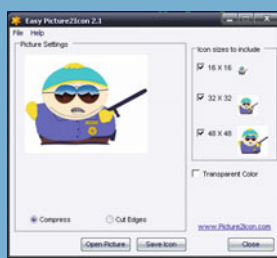 Easy Picture2Icon 2.1
File Help
Picture Settings
Icon sizes to include
16 X 16
32 X 32
48 X 48
Transparent Color
Compress
Cut Edges
www.Picture2Icon.com
Open Picture
Save Icon
Close